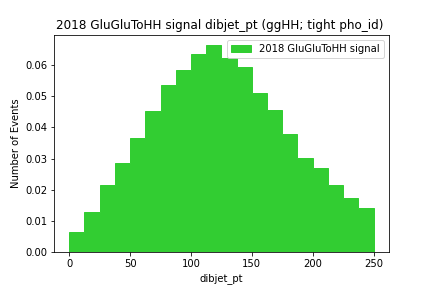 2018 GluGluToHH signal dibjet_pt (ggHH; tight pho_id)
2018 GluGluToHH signal
0.06
0.05
0.04
0.03
0.02
0.01
0.00
Number of Events
0 50 100 150 200 250
dibjet_pt